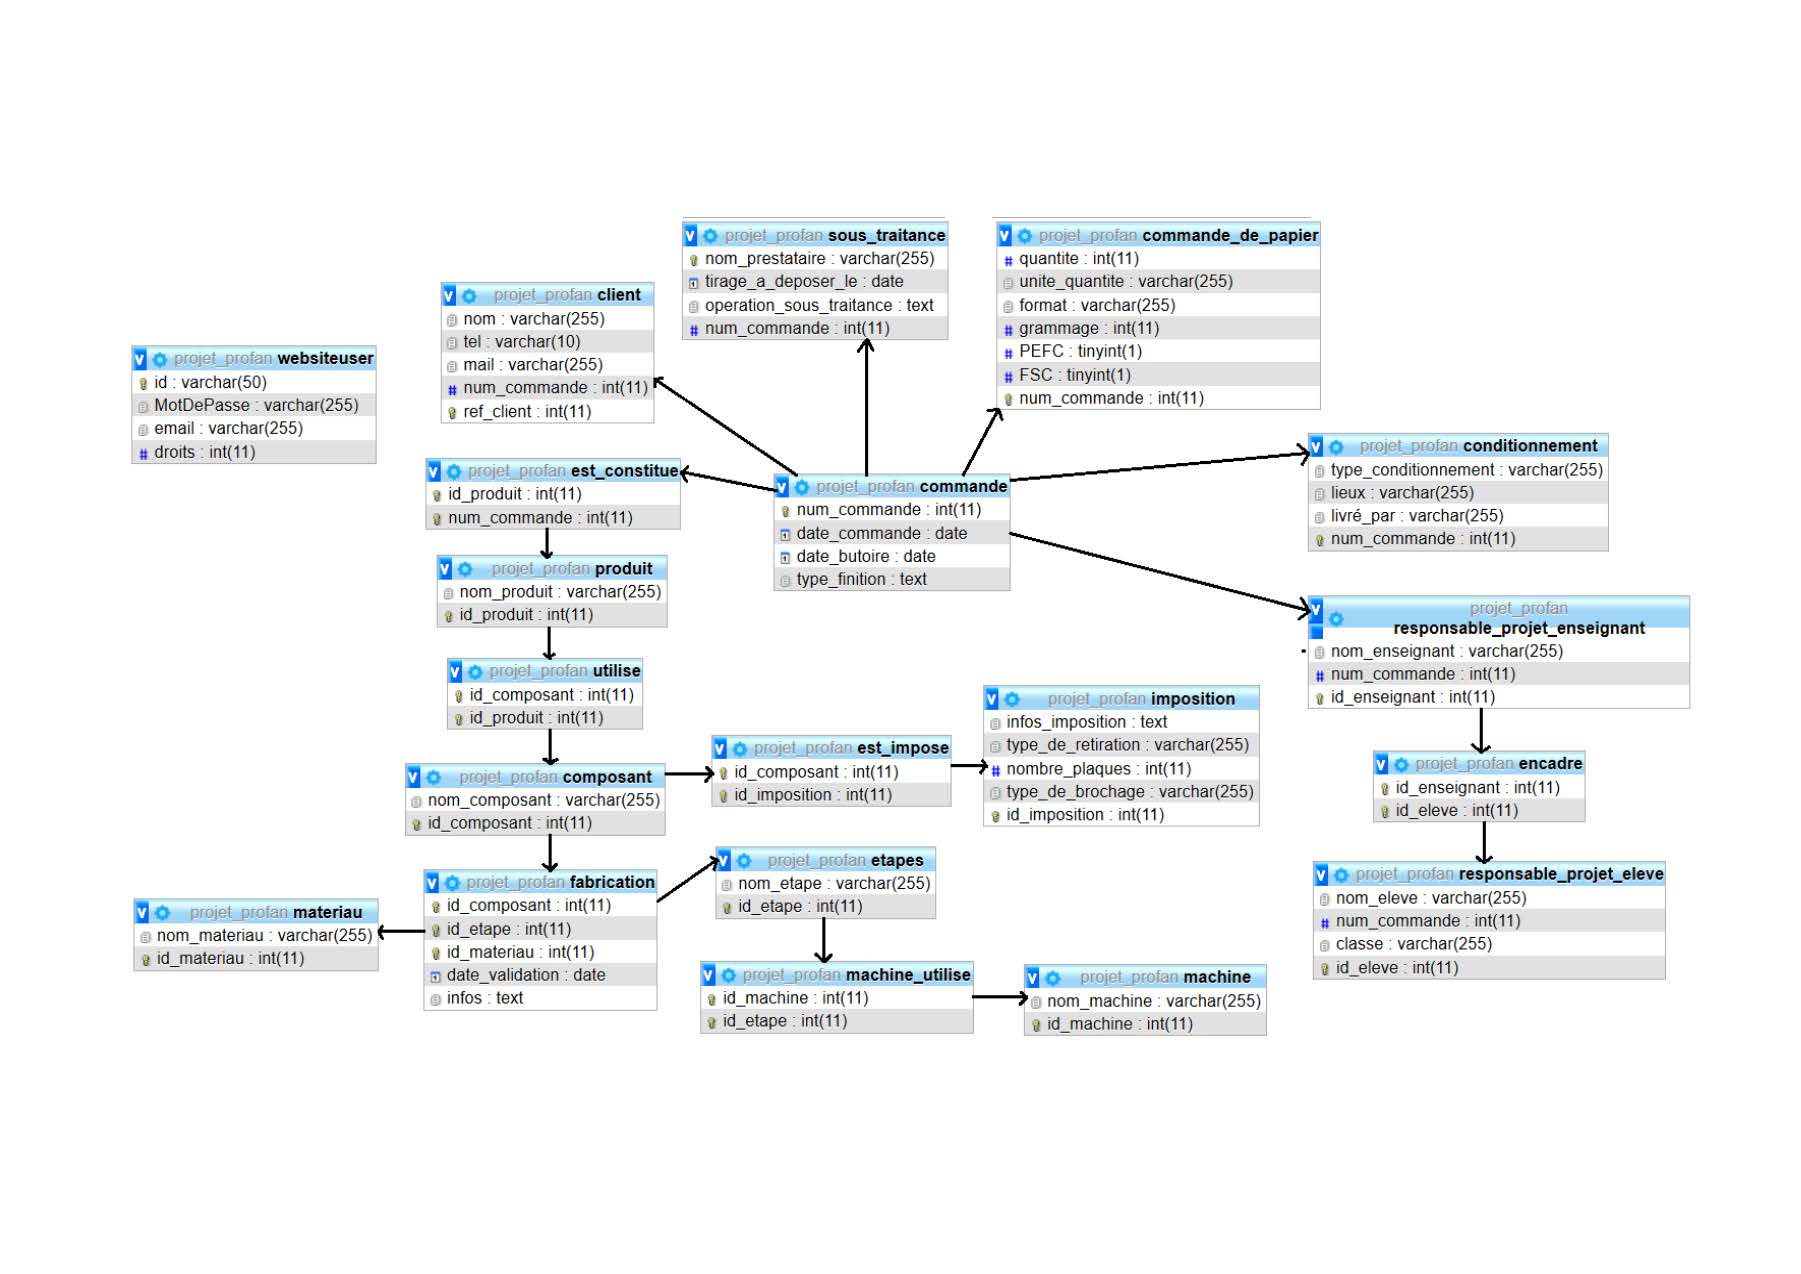 projet_profan sous_traitance
nom_prestataire : varchar(255)
tirage_a_deposer_le : date
operation_sous_traitance : text
num_commande : int(11)
projet_profan commande_de_papier
quantite : int(11)
unite_quantite : varchar(255)
format : varchar(255)
grammage : int(11)
PEFC : tinyint(1)
FSC : tinyint(1)
num_commande : int(11)
projet_profan client
nom : varchar(255)
tel : varchar(10)
mail : varchar(255)
num_commande : int(11)
ref_client : int(11)
projet_profan websiteuser
id : varchar(50)
MotDePasse : varchar(255)
email : varchar(255)
droits : int(11)
projet_profan est_constitue
id_produit : int(11)
num_commande : int(11)
projet_profan commande
num_commande : int(11)
date_commande : date
date_butoire : date
type_finition : text
projet_profan conditionnement
type_conditionnement : varchar(255)
lieux : varchar(255)
livré_par : varchar(255)
num_commande : int(11)
projet_profan produit
nom_produit : varchar(255)
id_produit : int(11)
projet_profan
responsable_projet_enseignant
nom_enseignant : varchar(255)
num_commande : int(11)
id_enseignant : int(11)
projet_profan utilise
id_composant : int(11)
id_produit : int(11)
projet_profan imposition
infos_imposition : text
type_de_retiration : varchar(255)
nombre_plaques : int(11)
type_de_brochage : varchar(255)
id_imposition : int(11)
projet_profan est_impose
id_composant : int(11)
id_imposition : int(11)
projet_profan composant
nom_composant : varchar(255)
id_composant : int(11)
projet_profan encadre
id_enseignant : int(11)
id_eleve : int(11)
projet_profan etapes
nom_etape : varchar(255)
id_etape : int(11)
projet_profan fabrication
id_composant : int(11)
id_etape : int(11)
id_materiau : int(11)
date_validation : date
infos : text
projet_profan materiau
nom_materiau : varchar(255)
id_materiau : int(11)
projet_profan responsable_projet_eleve
nom_eleve : varchar(255)
num_commande : int(11)
classe : varchar(255)
id_eleve : int(11)
projet_profan machine_utilise
id_machine : int(11)
id_etape : int(11)
projet_profan machine
nom_machine : varchar(255)
id_machine : int(11)